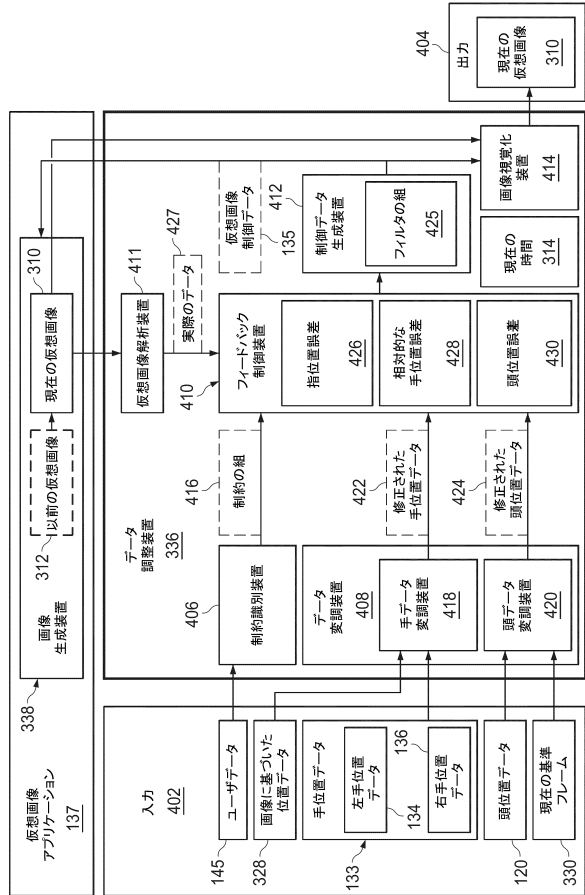 仮想画像
アプリケーション
137
338
画像
生成装置
312
以前の仮想画像
現在の仮想画像
310
入力
402
145
ユーザデータ
328
画像に基づいた
位置データ
133
手位置データ
左手位置
データ
134
右手位置
データ
136
120
頭位置データ
330
現在の基準
フレーム
データ
調整装置
336
406
制約識別装置
416
制約の組
データ
変調装置
408
手データ
変調装置
418
頭データ
変調装置
420
422
修正された
手位置データ
424
修正された
頭位置データ
仮想画像解析装置
411
実際のデータ
427
410
フィードバック
制御装置
指位置誤差
426
相対的な
手位置誤差
428
頭位置誤差
430
仮想画像
制御データ
135
412
制御データ
生成装置
フィルタの組
425
現在の
時間
314
画像視覚化
装置
414
404
出力
現在の
仮想画像
310